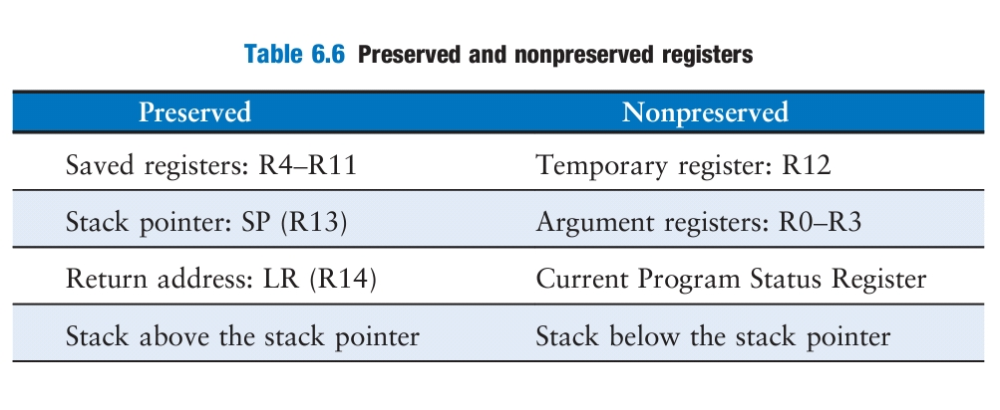 Table 6.6 Preserved and nonpreserved registers
Preserved Nonpreserved
Saved registers: R4–R11 Temporary register: R12
Stack pointer: SP (R13) Argument registers: R0–R3
Return address: LR (R14) Current Program Status Register
Stack above the stack pointer Stack below the stack pointer